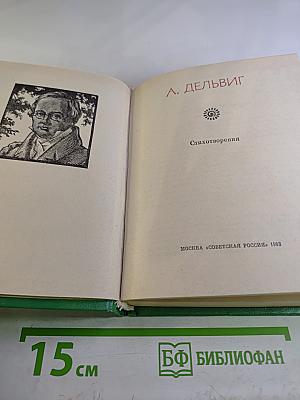 А. ДЕЛЬВИГ
Стихотворения
МОСКВА «СОВЕТСКАЯ РОССИЯ» 1983
15 см
БФ БИБЛИОФАН